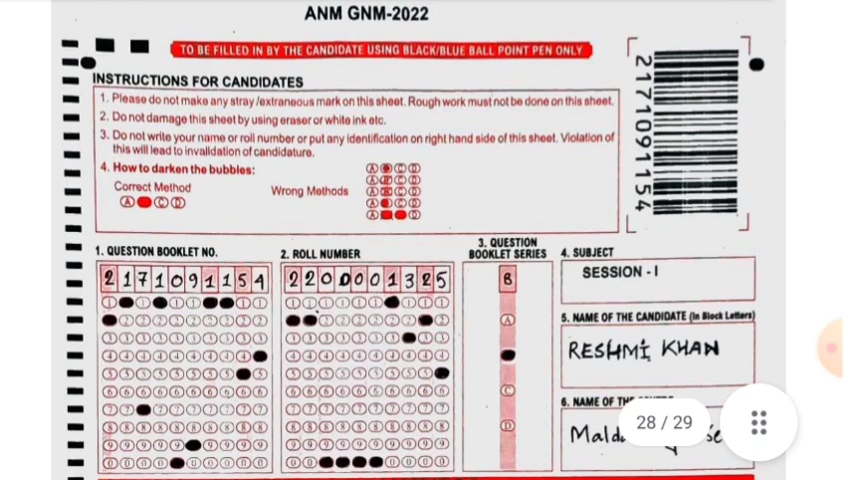 ANM GNM-2022
TO BE FILLED IN BY THE CANDIDATE USING BLACK/BLUE BALL POINT PEN ONLY
INSTRUCTIONS FOR CANDIDATES
1. Please do not make any stray /extraneous mark on this sheet. Rough work must not be done on this sheet.
2. Do not damage this sheet by using eraser or white ink etc.
3. Do not write your name or roll number or put any identification on right hand side of this sheet. Violation of
this will lead to invalidation of candidature.
4. How to darken the bubbles:
Correct Method
Wrong Methods
2171091154
1. QUESTION BOOKLET NO.
2171091154
2. ROLL NUMBER
2200001325
3. QUESTION
BOOKLET SERIES
B
4. SUBJECT
SESSION - I
5. NAME OF THE CANDIDATE (In Block Letters)
RESHMI KHAN
6. NAME OF
28 / 29